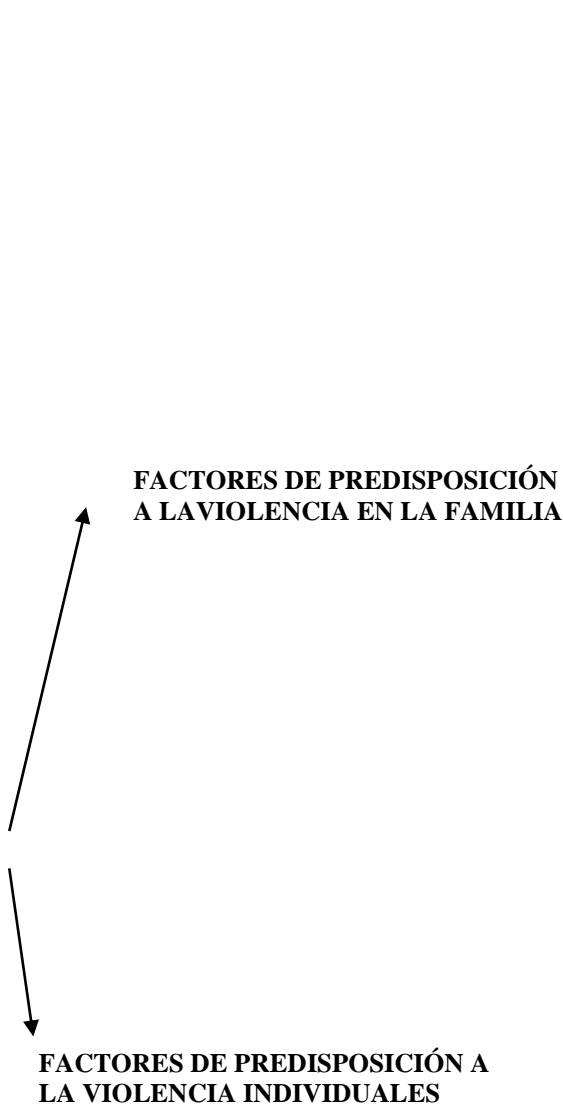 FACTORES DE PREDISPOSICIÓN
A LAVIOLENCIA EN LA FAMILIA
FACTORES DE PREDISPOSICIÓN A
LA VIOLENCIA INDIVIDUALES